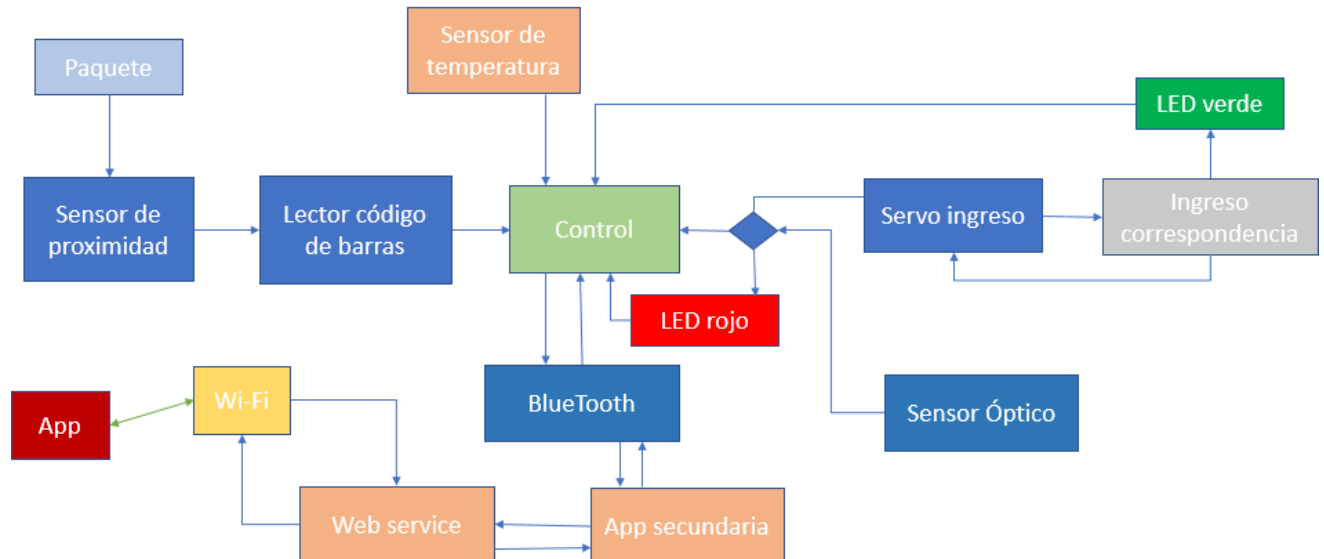 Paquete
Sensor de
temperatura
LED verde
Sensor de
proximidad
Lector código
de barras
Control
Servo ingreso
Ingreso
correspondencia
LED rojo
App
Wi-Fi
BlueTooth
Sensor Óptico
Web service
App secundaria